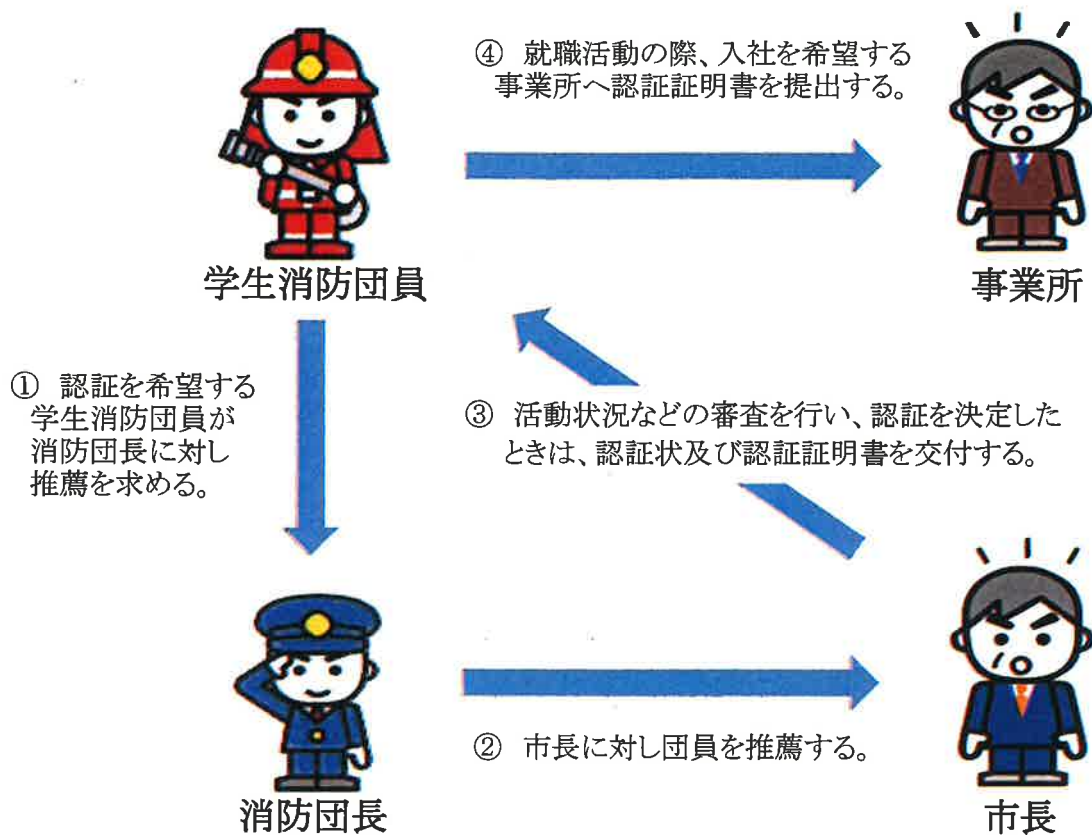 ④ 就職活動の際、入社を希望する
事業所へ認証証明書を提出する。
学生消防団員
事業所
① 認証を希望する
学生消防団員が
消防団長に対し
推薦を求める。
③ 活動状況などの審査を行い、認証を決定した
ときは、認証状及び認証証明書を交付する。
② 市長に対し団員を推薦する。
消防団長
市長